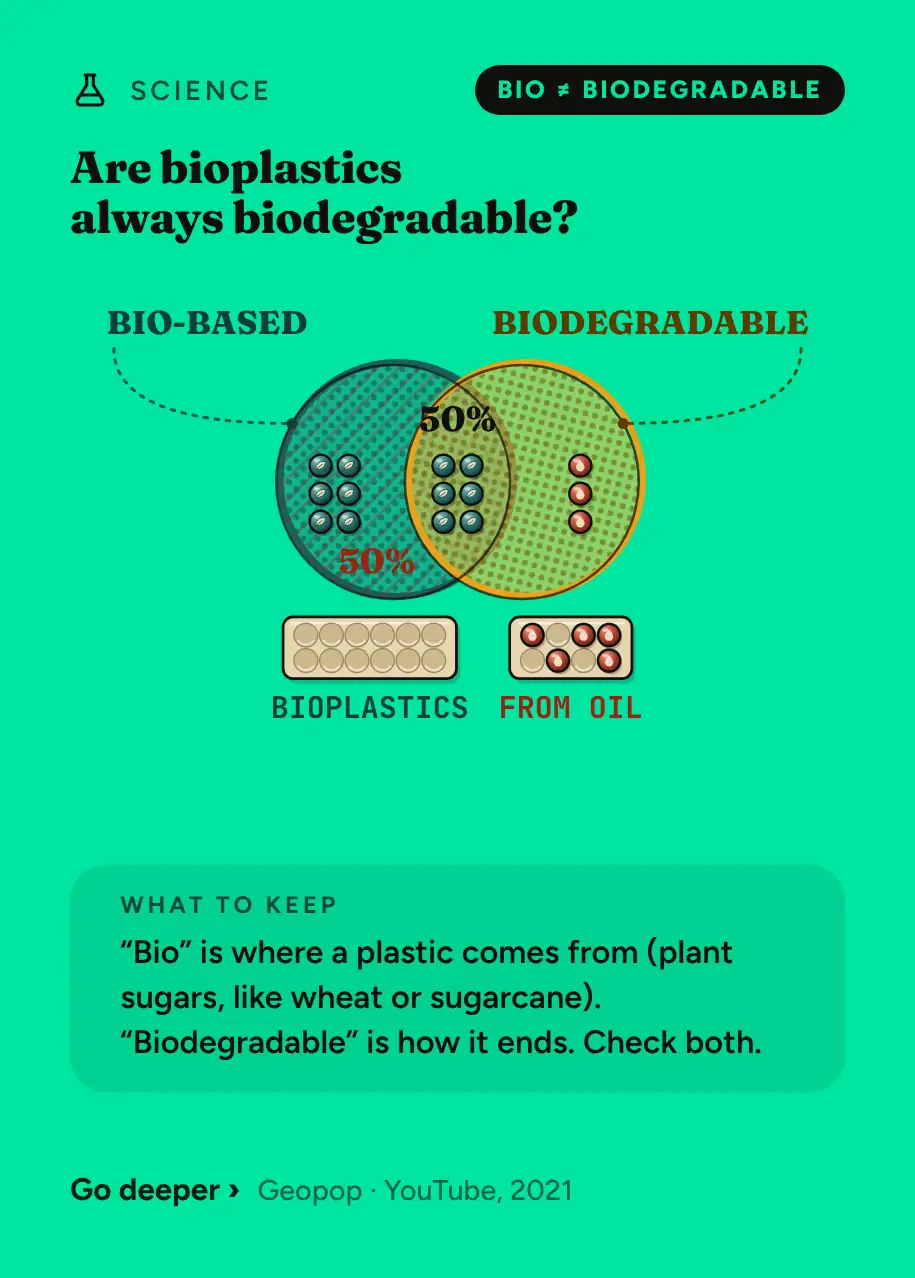 SCIENCE
BIO ≠ BIODEGRADABLE
Are bioplastics
always biodegradable?
BIO-BASED
BIODEGRADABLE
50%
50%
BIOPLASTICS
FROM OIL
WHAT TO KEEP
“Bio” is where a plastic comes from (plant
sugars, like wheat or sugarcane).
“Biodegradable” is how it ends. Check both.
Go deeper › Geopop · YouTube, 2021